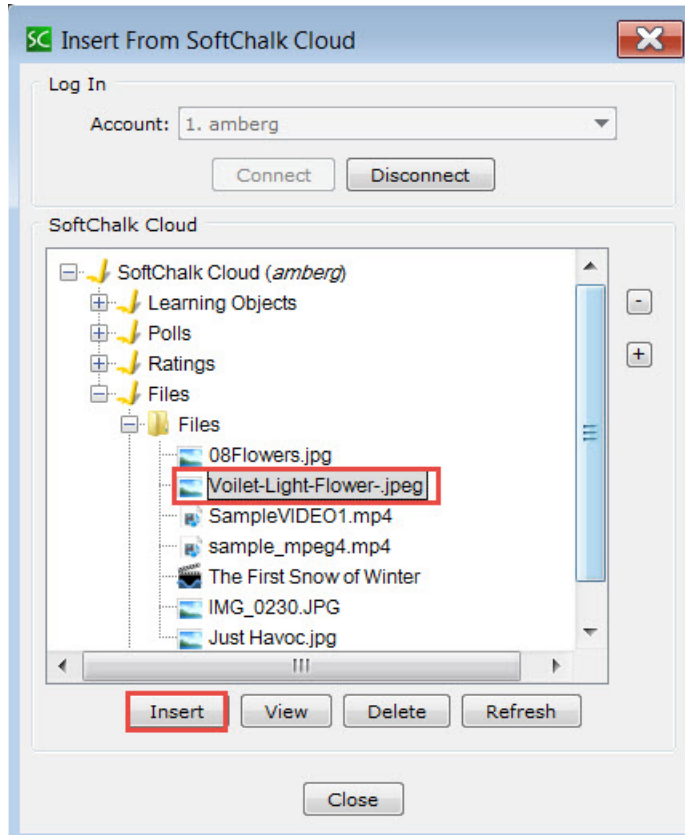 SC Insert From SoftChalk Cloud
Log In
Account: 1. amberg
Connect Disconnect
SoftChalk Cloud
SoftChalk Cloud (amberg)
Learning Objects
Polls
Ratings
Files
Files
08Flowers.jpg
Voilet-Light-Flower-.jpeg
SampleVIDEO1.mp4
sample_mpeg4.mp4
The First Snow of Winter
IMG_0230.JPG
Just Havoc.jpg
Insert View Delete Refresh
Close